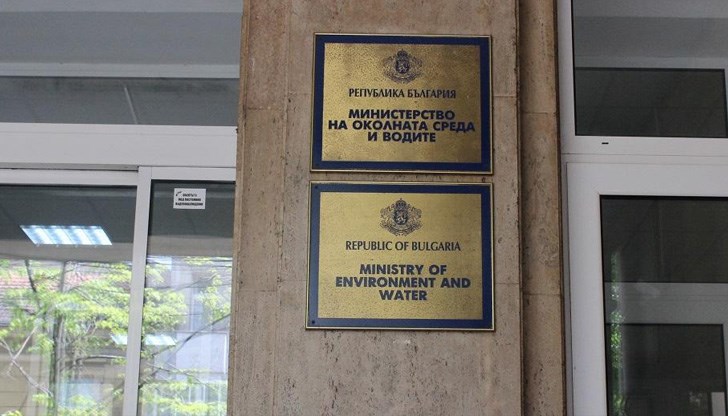 РЕПУБЛИКА БЪЛГАРИЯ
МИНИСТЕРСТВО
НА ОКОЛНАТА СРЕДА
И ВОДИТЕ
REPUBLIC OF BULGARIA
MINISTRY OF
ENVIRONMENT AND
WATER